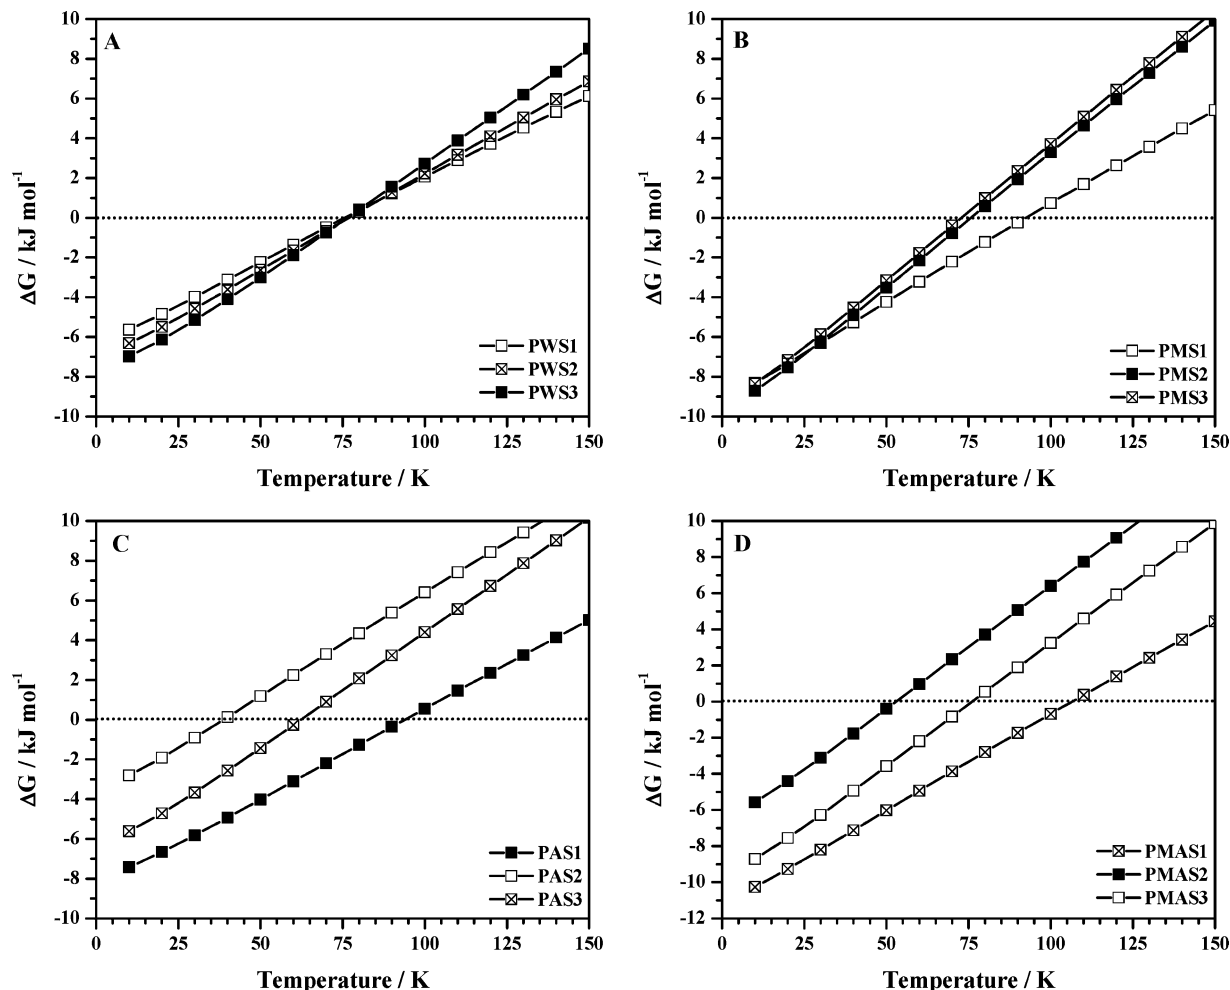 A
10
8
6
4
2
0
-2
-4
-6
-8
-10
ΔG / kJ mol⁻¹
PWS1
PWS2
PWS3
0 25 50 75 100 125 150
Temperature / K
B
10
8
6
4
2
0
-2
-4
-6
-8
-10
ΔG / kJ mol⁻¹
PMS1
PMS2
PMS3
0 25 50 75 100 125 150
Temperature / K
C
10
8
6
4
2
0
-2
-4
-6
-8
-10
ΔG / kJ mol⁻¹
PAS1
PAS2
PAS3
0 25 50 75 100 125 150
Temperature / K
D
10
8
6
4
2
0
-2
-4
-6
-8
-10
-12
ΔG / kJ mol⁻¹
PMAS1
PMAS2
PMAS3
0 25 50 75 100 125 150
Temperature / K